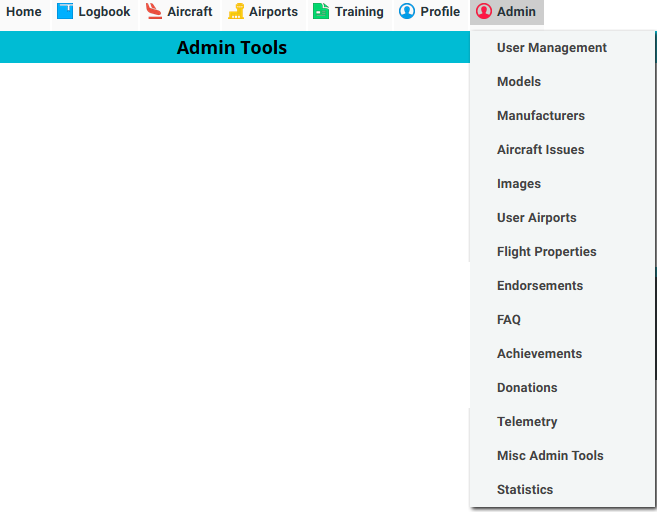 Home Logbook Aircraft Airports Training Profile Admin
Admin Tools
User Management
Models
Manufacturers
Aircraft Issues
Images
User Airports
Flight Properties
Endorsements
FAQ
Achievements
Donations
Telemetry
Misc Admin Tools
Statistics